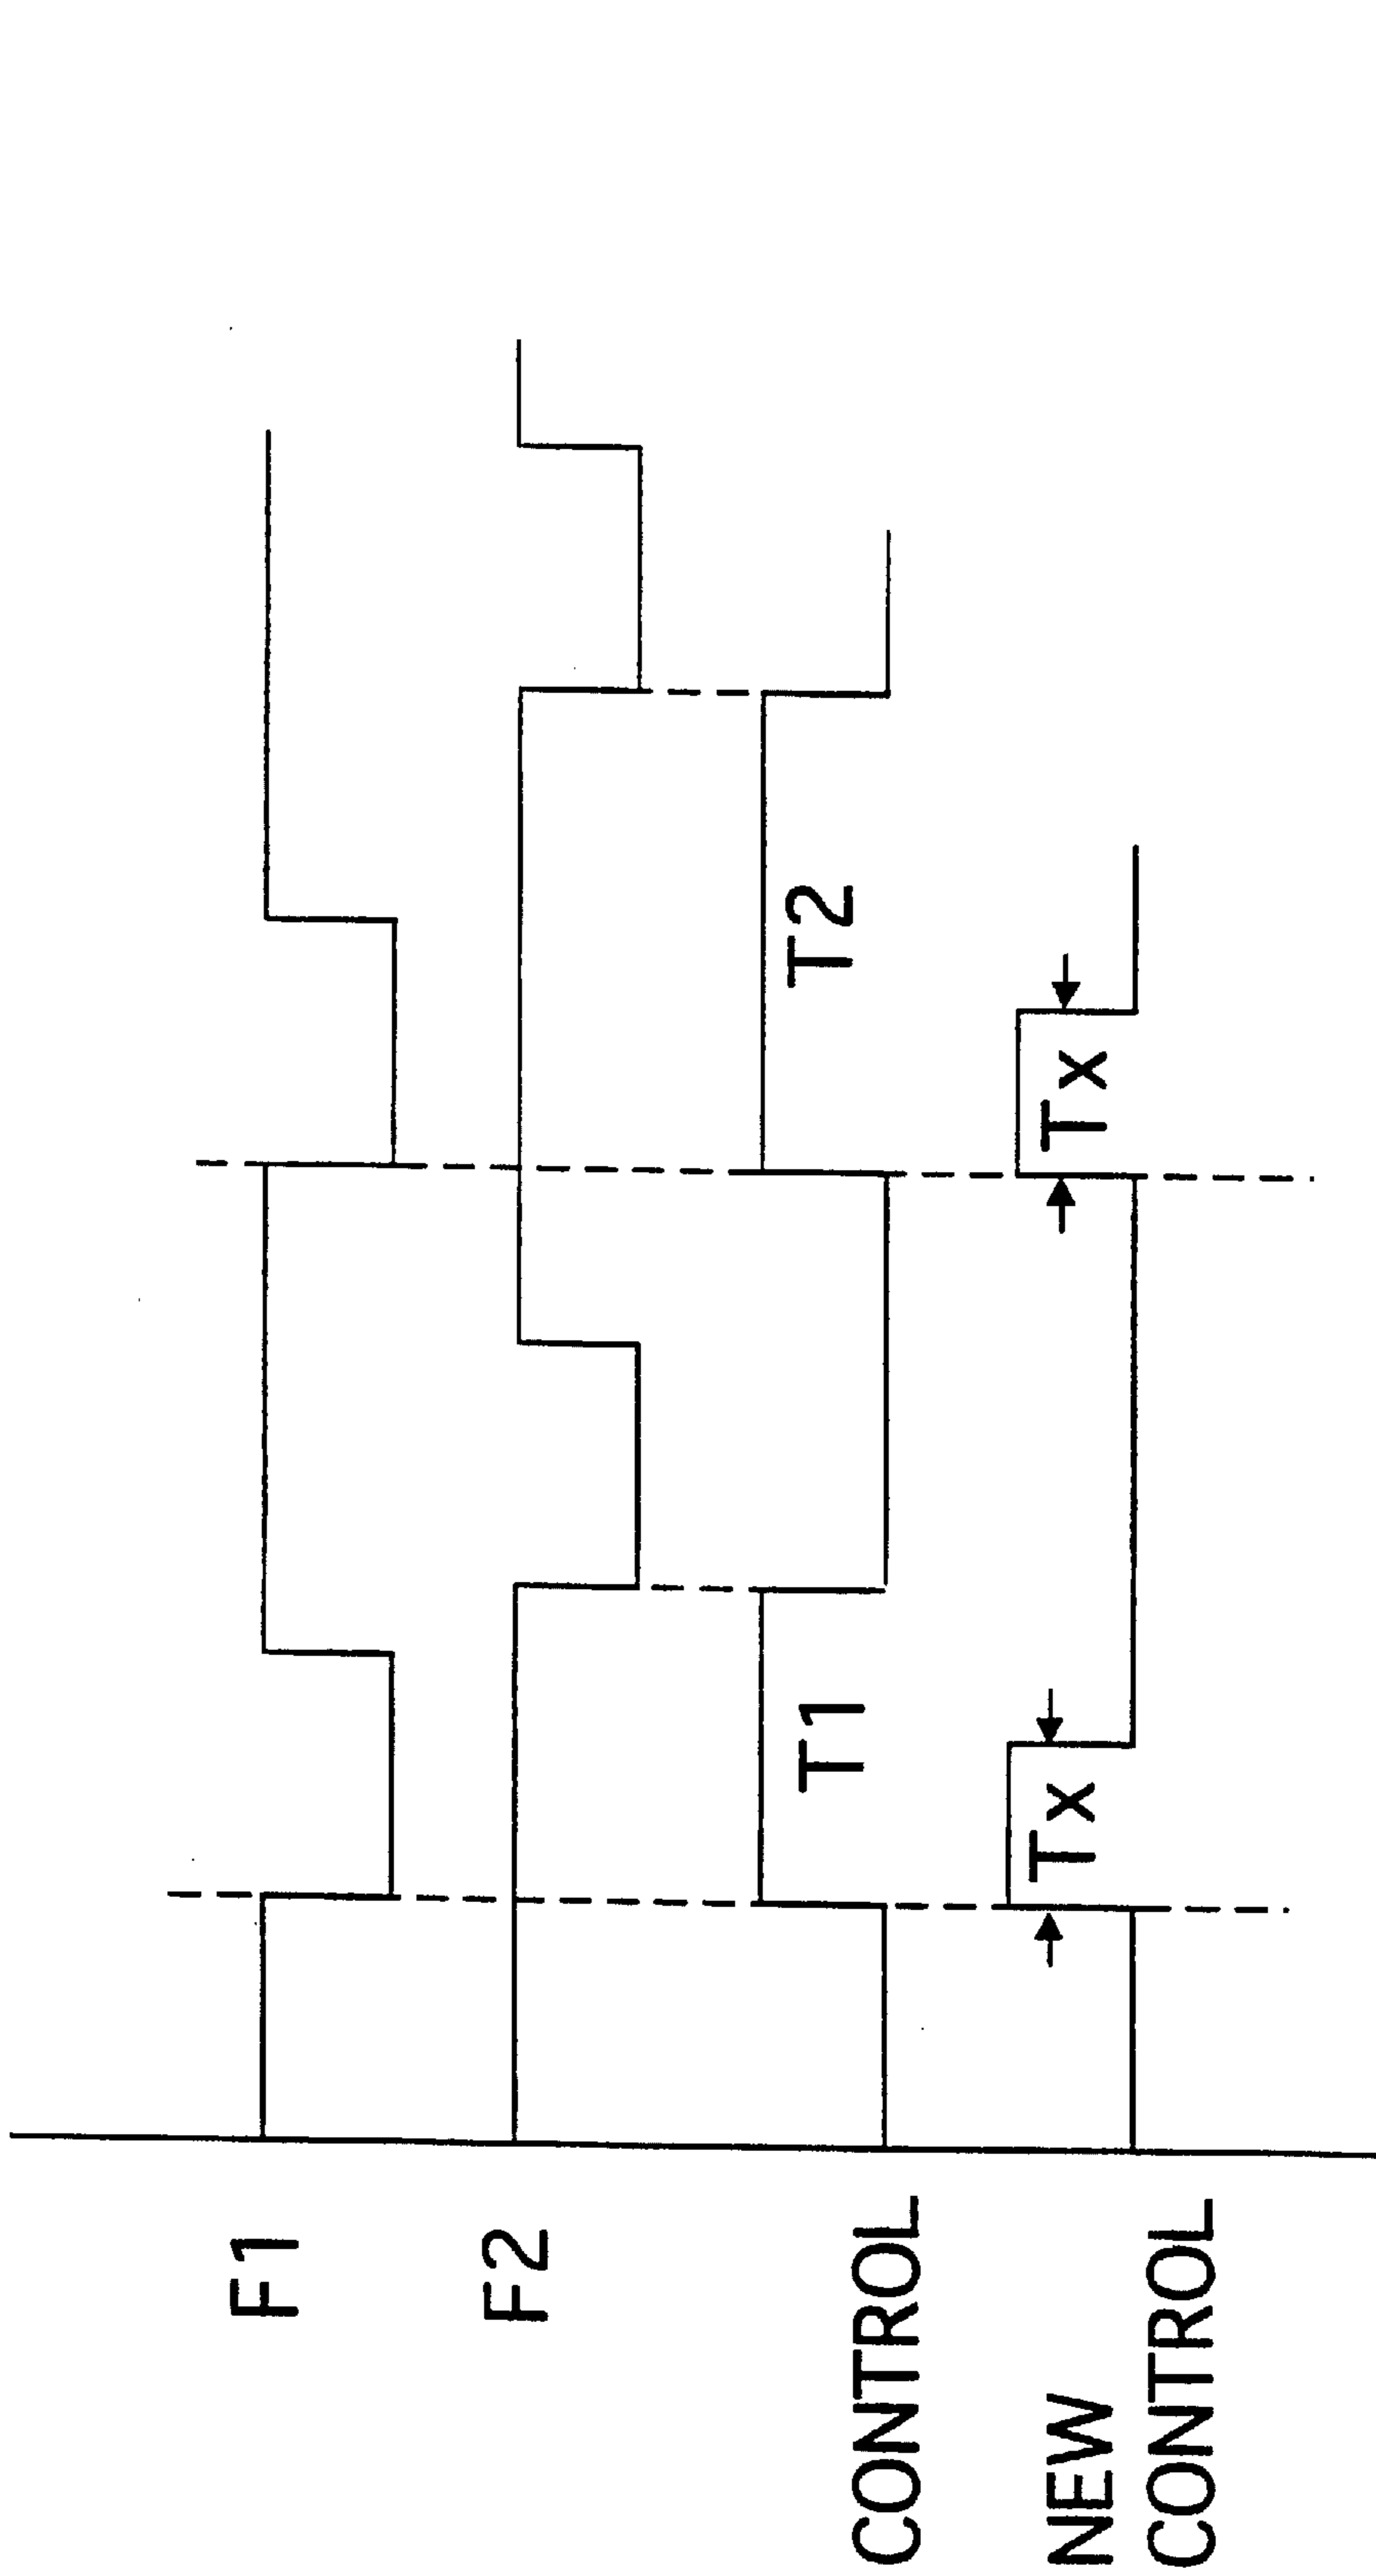 F1
F2
T1
T2
CONTROL
Tx
Tx
NEW
CONTROL